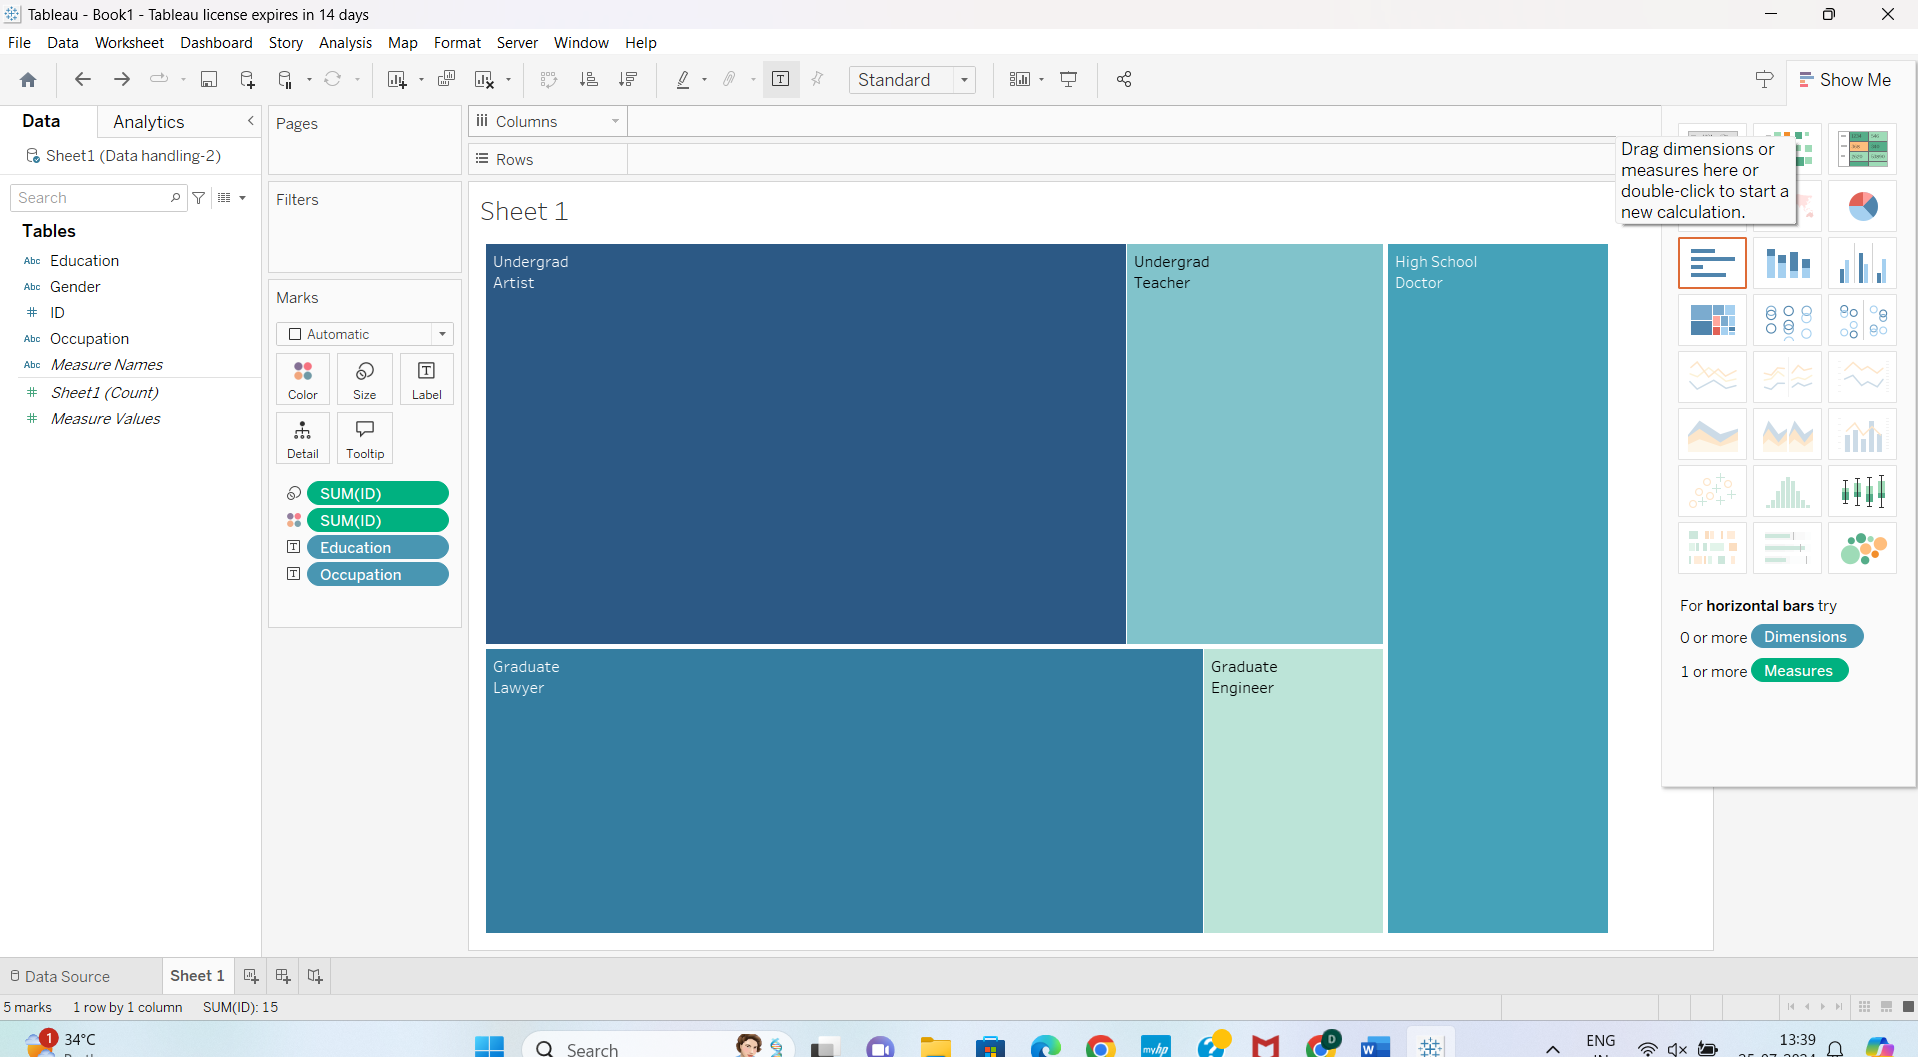 Tableau - Book1 - Tableau license expires in 14 days
File Data Worksheet Dashboard Story Analysis Map Format Server Window Help
Standard
Show Me
Data Analytics
Sheet1 (Data handling-2)
Search
Tables
Abc Education
Abc Gender
# ID
Abc Occupation
Abc Measure Names
# Sheet1 (Count)
# Measure Values
Pages
Filters
Marks
Automatic
Color Size Label
Detail Tooltip
SUM(ID)
SUM(ID)
Education
Occupation
Columns
Rows
Sheet 1
Undergrad
Artist
Undergrad
Teacher
High School
Doctor
Graduate
Lawyer
Graduate
Engineer
Drag dimensions or
measures here or
double-click to start a
new calculation.
For horizontal bars try
0 or more Dimensions
1 or more Measures
Data Source Sheet 1
5 marks 1 row by 1 column SUM(ID): 15
1 34°C
Search
myhp
D
W
ENG
13:39